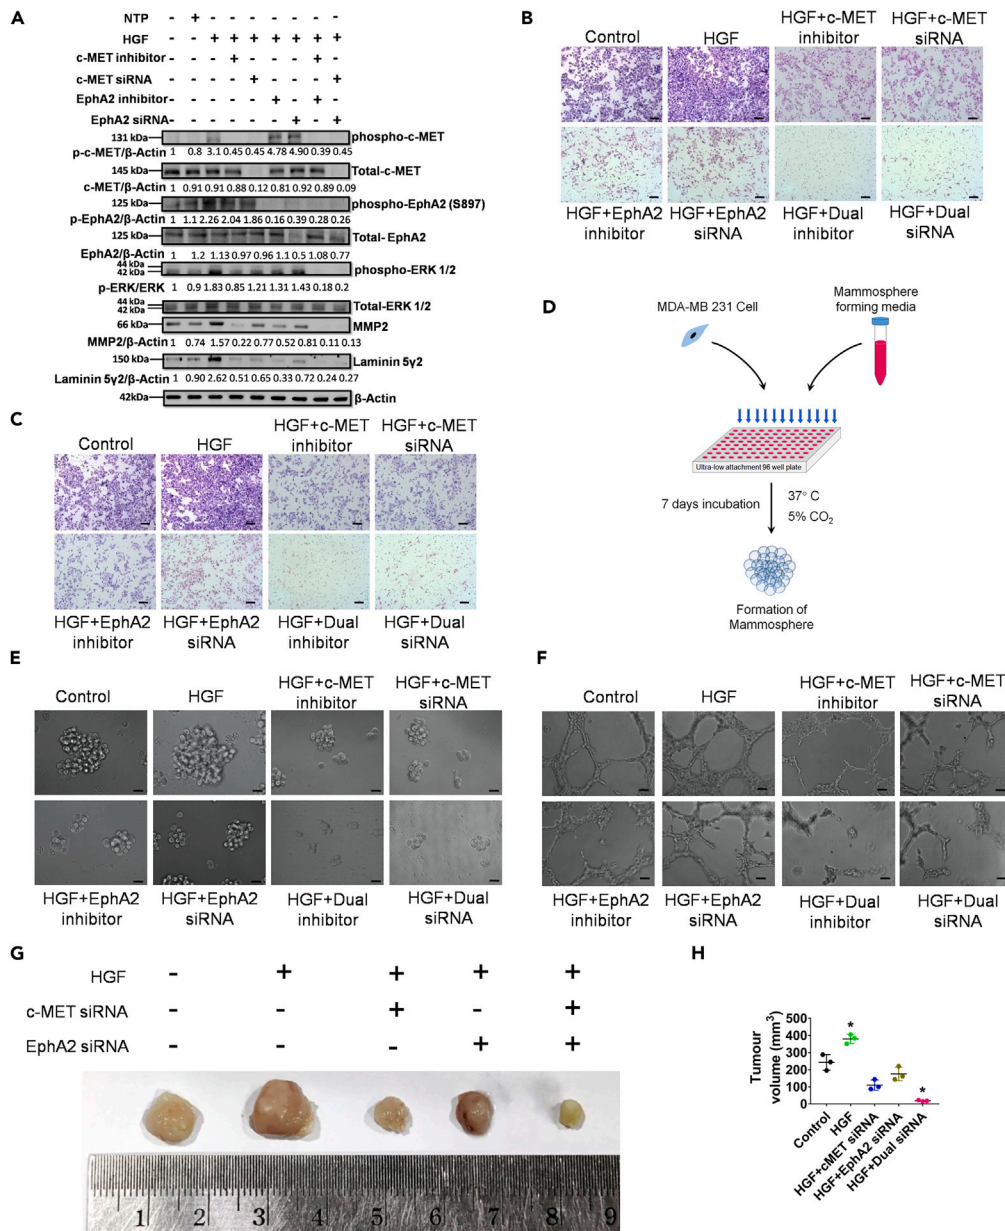 A
NTP - + - - - - - - -
HGF - - + + + + + + +
c-MET inhibitor - - - + - - - + -
c-MET siRNA - - - - + - - - +
EphA2 inhibitor - - - - - + - + -
EphA2 siRNA - - - - - - + - +
131 kDa phospho-c-MET
p-c-MET/β-Actin 1 0.8 3.1 0.45 0.45 4.78 4.90 0.39 0.45
145 kDa Total-c-MET
c-MET/β-Actin 1 0.91 0.91 0.88 0.12 0.81 0.92 0.89 0.09
125 kDa phospho-EphA2 (S897)
p-EphA2/β-Actin 1 1.1 2.26 2.04 1.86 0.16 0.39 0.28 0.26
125 kDa Total- EphA2
EphA2/β-Actin 1 1.2 1.13 0.97 0.96 1.1 0.5 1.08 0.77
44 kDa
42 kDa phospho-ERK 1/2
p-ERK/ERK 1 0.9 1.83 0.85 1.21 1.31 1.43 0.18 0.2
44 kDa
42 kDa Total-ERK 1/2
66 kDa MMP2
MMP2/β-Actin 1 0.74 1.57 0.22 0.77 0.52 0.81 0.11 0.13
150 kDa Laminin 5γ2
Laminin 5γ2/β-Actin 1 0.90 2.62 0.51 0.65 0.33 0.72 0.24 0.27
42kDa β-Actin
B
Control HGF HGF+c-MET inhibitor HGF+c-MET siRNA
HGF+EphA2 inhibitor HGF+EphA2 siRNA HGF+Dual inhibitor HGF+Dual siRNA
C
Control HGF HGF+c-MET inhibitor HGF+c-MET siRNA
HGF+EphA2 inhibitor HGF+EphA2 siRNA HGF+Dual inhibitor HGF+Dual siRNA
D
MDA-MB 231 Cell
Mammosphere
forming media
Ultra-low attachment 96 well plate
7 days incubation
37° C
5% CO2
Formation of
Mammosphere
E
Control HGF HGF+c-MET inhibitor HGF+c-MET siRNA
HGF+EphA2 inhibitor HGF+EphA2 siRNA HGF+Dual inhibitor HGF+Dual siRNA
F
Control HGF HGF+c-MET inhibitor HGF+c-MET siRNA
HGF+EphA2 inhibitor HGF+EphA2 siRNA HGF+Dual inhibitor HGF+Dual siRNA
G
HGF - + + + +
c-MET siRNA - - + - +
EphA2 siRNA - - - + +
1 2 3 4 5 6 7 8 9
H
Tumour
volume (mm³)
500
400
300
200
100
0
* *
Control
HGF
HGF+cMET siRNA
HGF+EphA2 siRNA
HGF+Dual siRNA